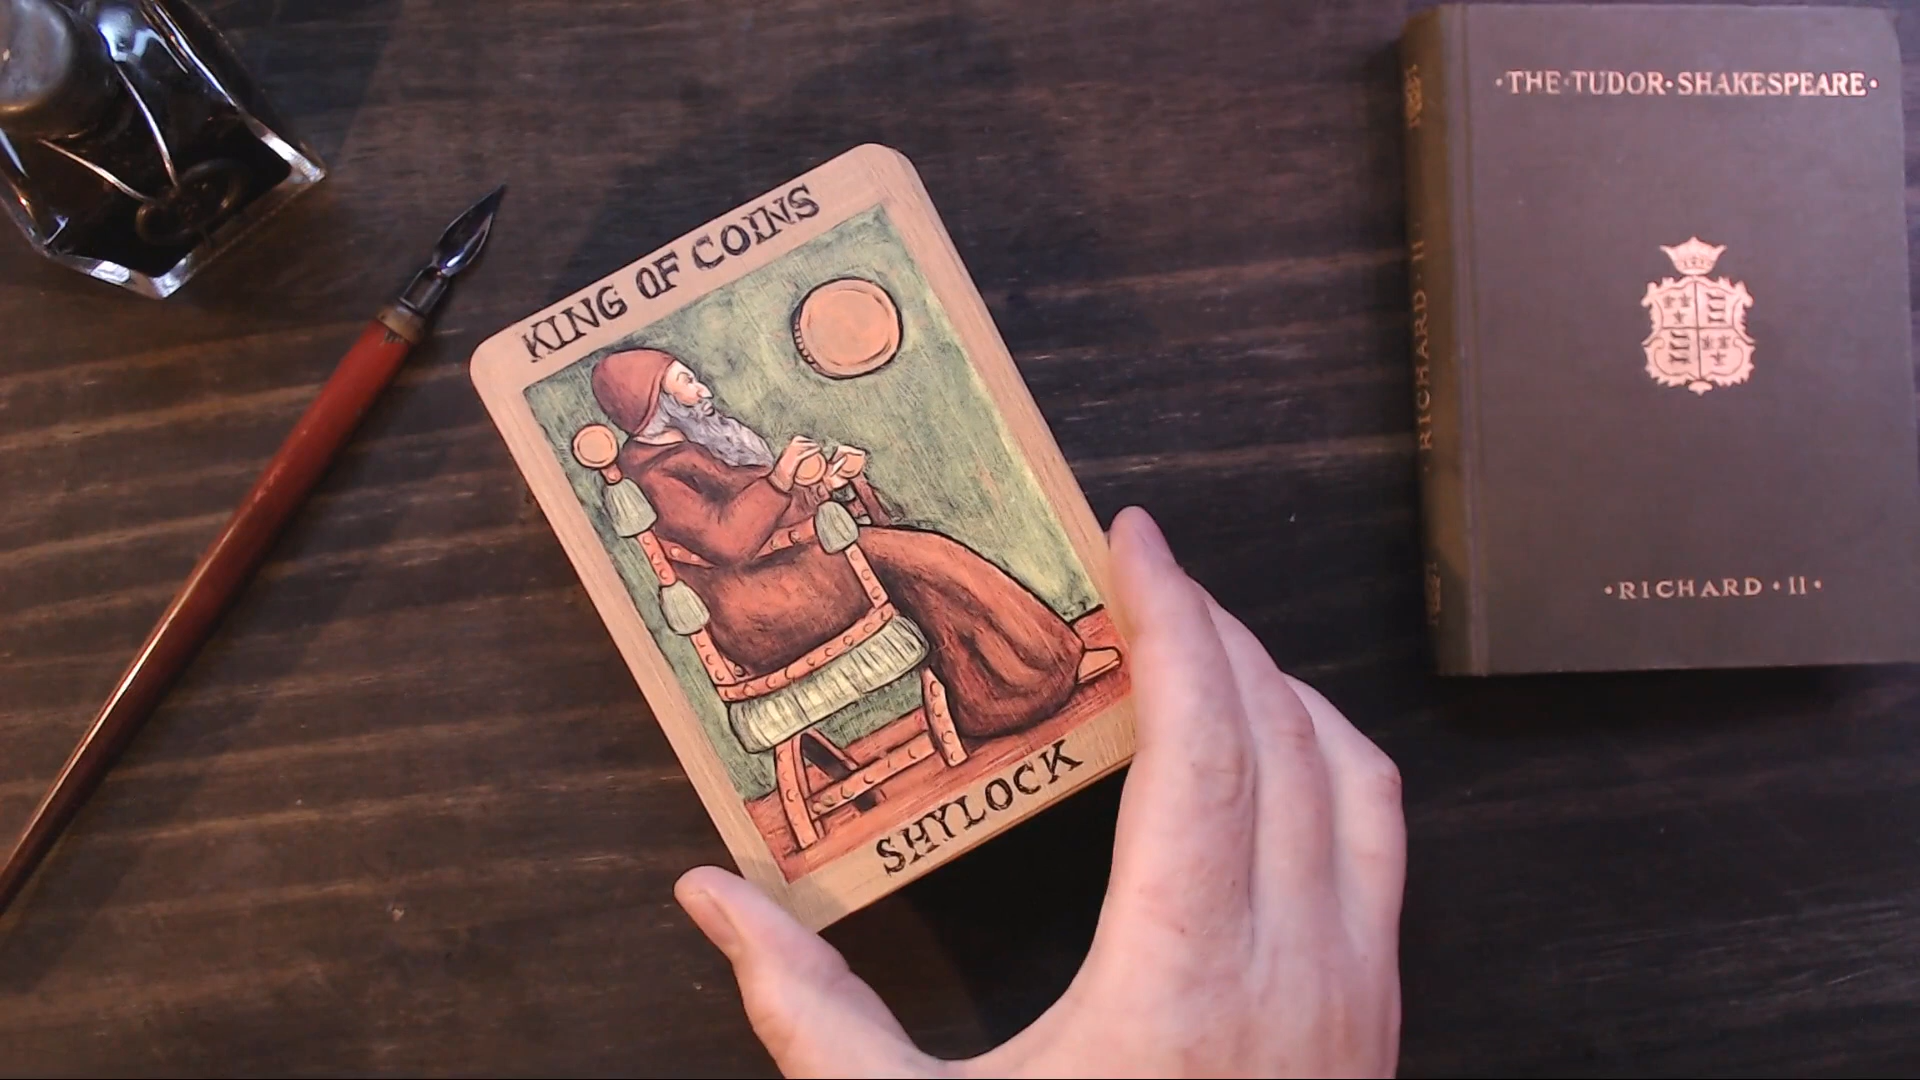 KING OF COINS
SHYLOCK
·THE·TUDOR·SHAKESPEARE·
·RICHARD·II·
RICHARD II